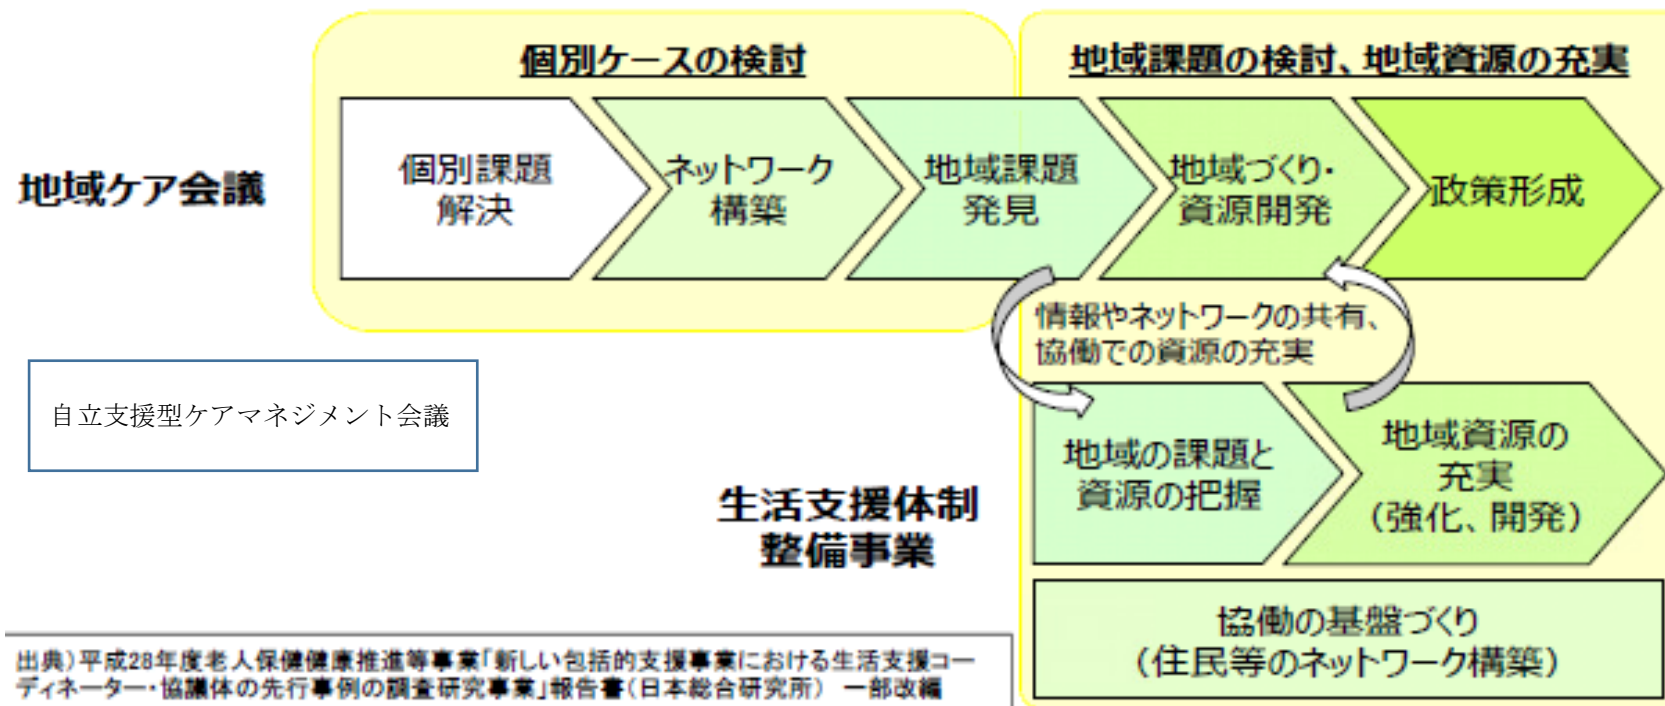 個別ケースの検討
地域課題の検討、地域資源の充実
地域ケア会議
個別課題
解決
ネットワーク
構築
地域課題
発見
地域づくり・
資源開発
政策形成
情報やネットワークの共有、
協働での資源の充実
自立支援型ケアマネジメント会議
生活支援体制
整備事業
地域の課題と
資源の把握
地域資源の
充実
（強化、開発）
協働の基盤づくり
（住民等のネットワーク構築）
出典）平成28年度老人保健健康推進等事業「新しい包括的支援事業における生活支援コー
ディネーター・協議体の先行事例の調査研究事業」報告書（日本総合研究所）　一部改編